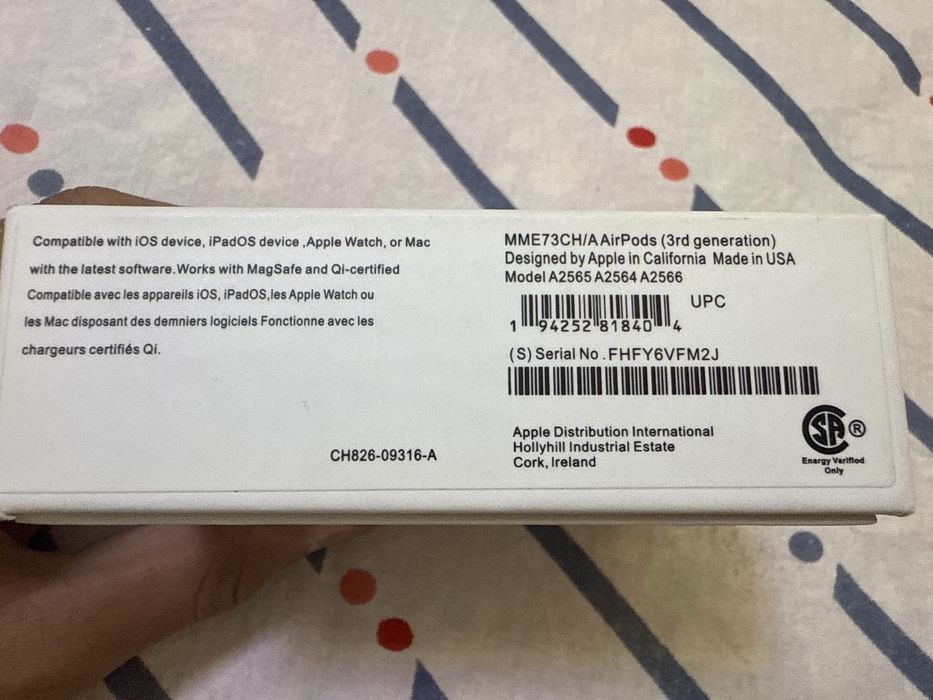 Compatible with iOS device, iPadOS device ,Apple Watch, or Mac
with the latest software.Works with MagSafe and Qi-certified
Compatible avec les appareils iOS, iPadOS,les Apple Watch ou
les Mac disposant des demniers logiciels Fonctionne avec les
chargeurs certifiés Qi.
CH826-09316-A
MME73CH/AAirPods (3rd generation)
Designed by Apple in California Made in USA
Model A2565 A2564 A2566
UPC
1 94252 81840 4
(S) Serial No .FHFY6VFM2J
Apple Distribution International
Hollyhill Industrial Estate
Cork, Ireland
SA ®
Enargy Varifled
Only